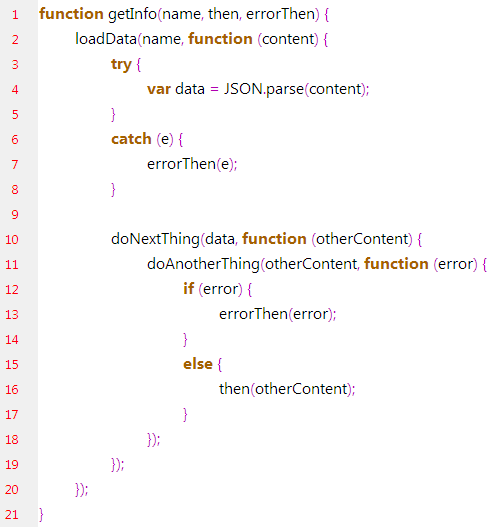 1 function getInfo(name, then, errorThen) {
2 loadData(name, function (content) {
3 try {
4 var data = JSON.parse(content);
5 }
6 catch (e) {
7 errorThen(e);
8 }
9
10 doNextThing(data, function (otherContent) {
11 doAnotherThing(otherContent, function (error) {
12 if (error) {
13 errorThen(error);
14 }
15 else {
16 then(otherContent);
17 }
18 });
19 });
20 });
21 }